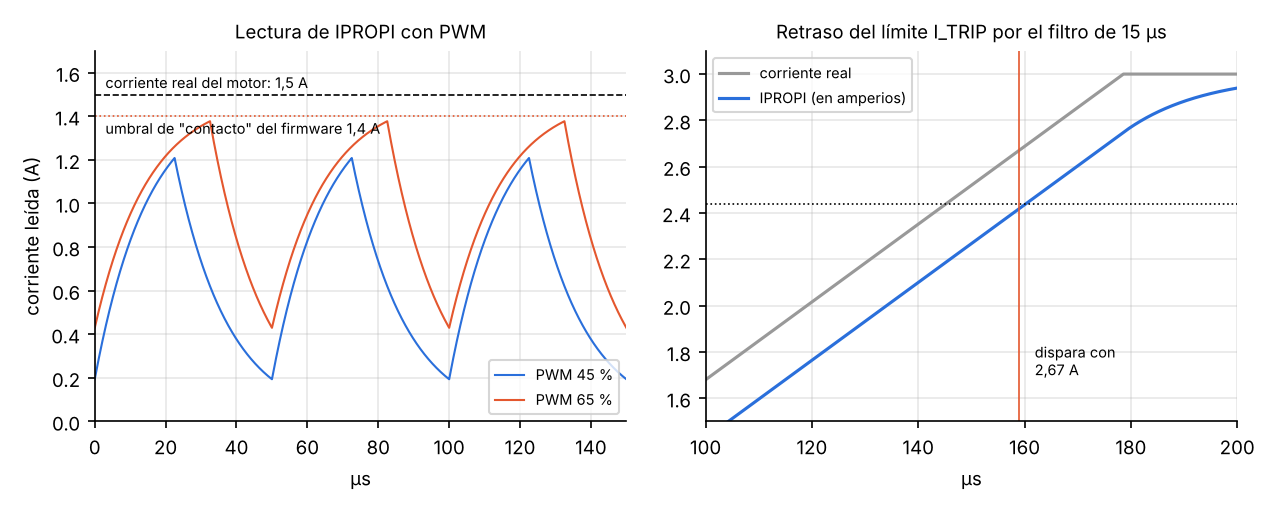 Lectura de IPROPI con PWM
corriente leída (A)
1.6
1.4
1.2
1.0
0.8
0.6
0.4
0.2
0.0
corriente real del motor: 1,5 A
umbral de "contacto" del firmware 1,4 A
PWM 45 %
PWM 65 %
0 20 40 60 80 100 120 140
µs
Retraso del límite I_TRIP por el filtro de 15 µs
3.0
2.8
2.6
2.4
2.2
2.0
1.8
1.6
corriente real
IPROPI (en amperios)
dispara con
2,67 A
100 120 140 160 180 200
µs